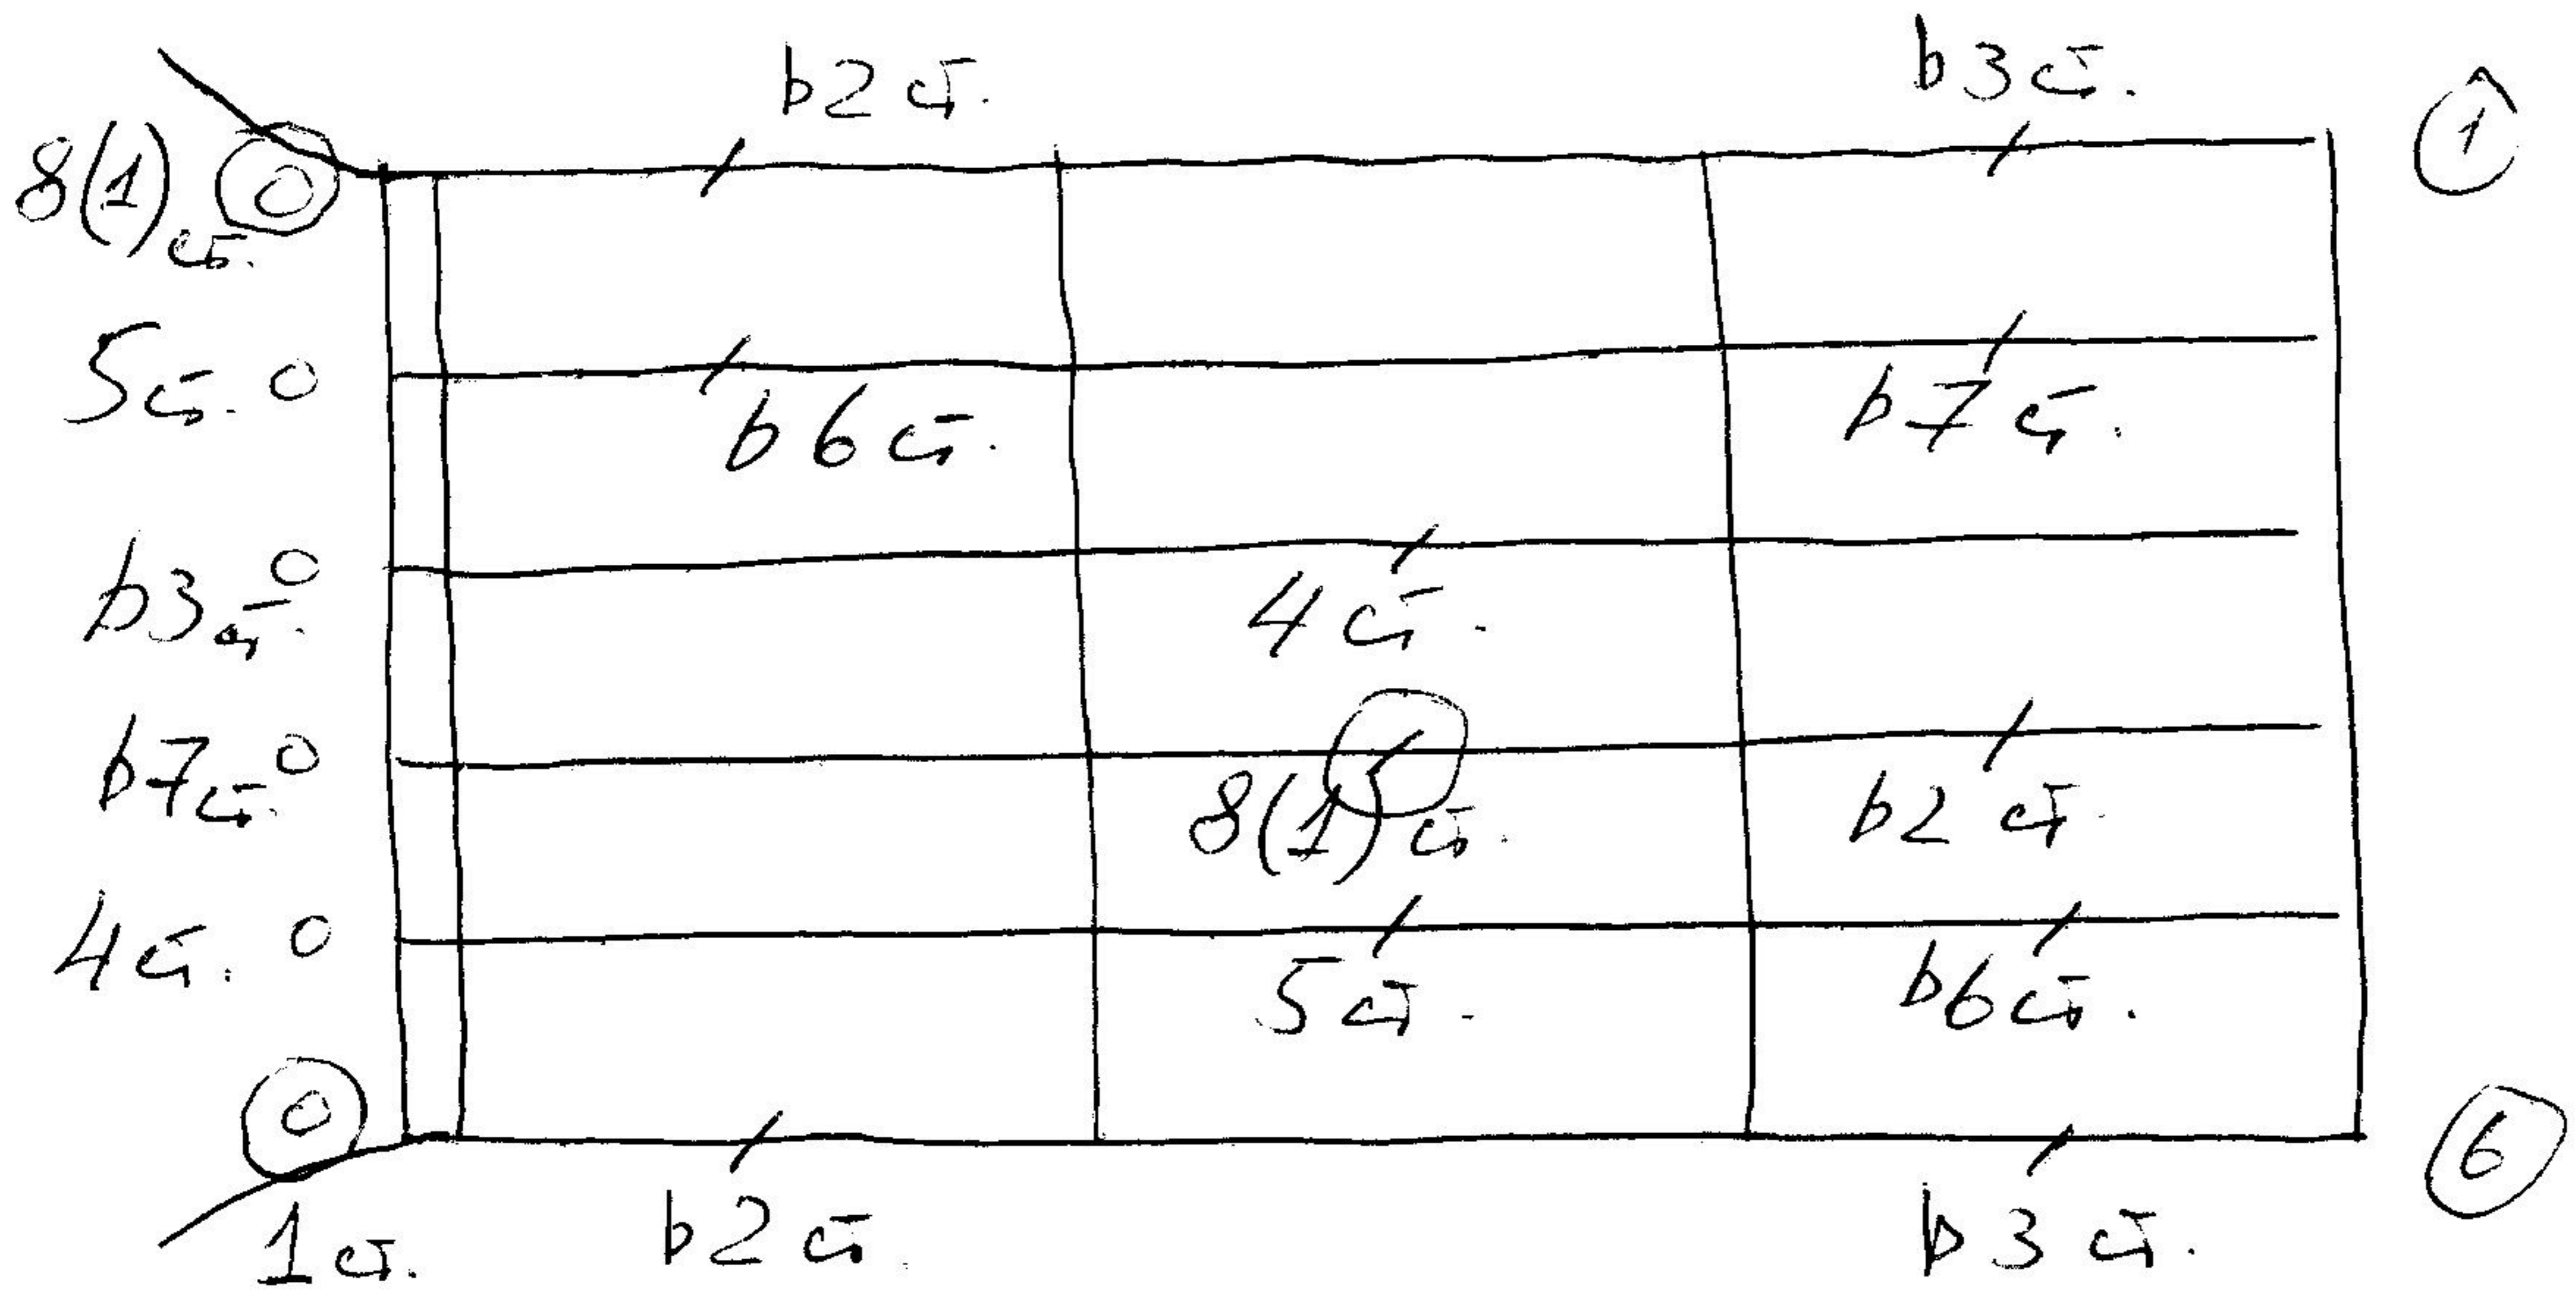 b2 ст. b3 ст.
8(1) ст. 1
5 ст. b6 ст. b7 ст.
b3 ст. 4 ст.
b7 ст. 8(1) ст. b2 ст.
4 ст. 5 ст. b6 ст.
6
1 ст. b2 ст. b3 ст.